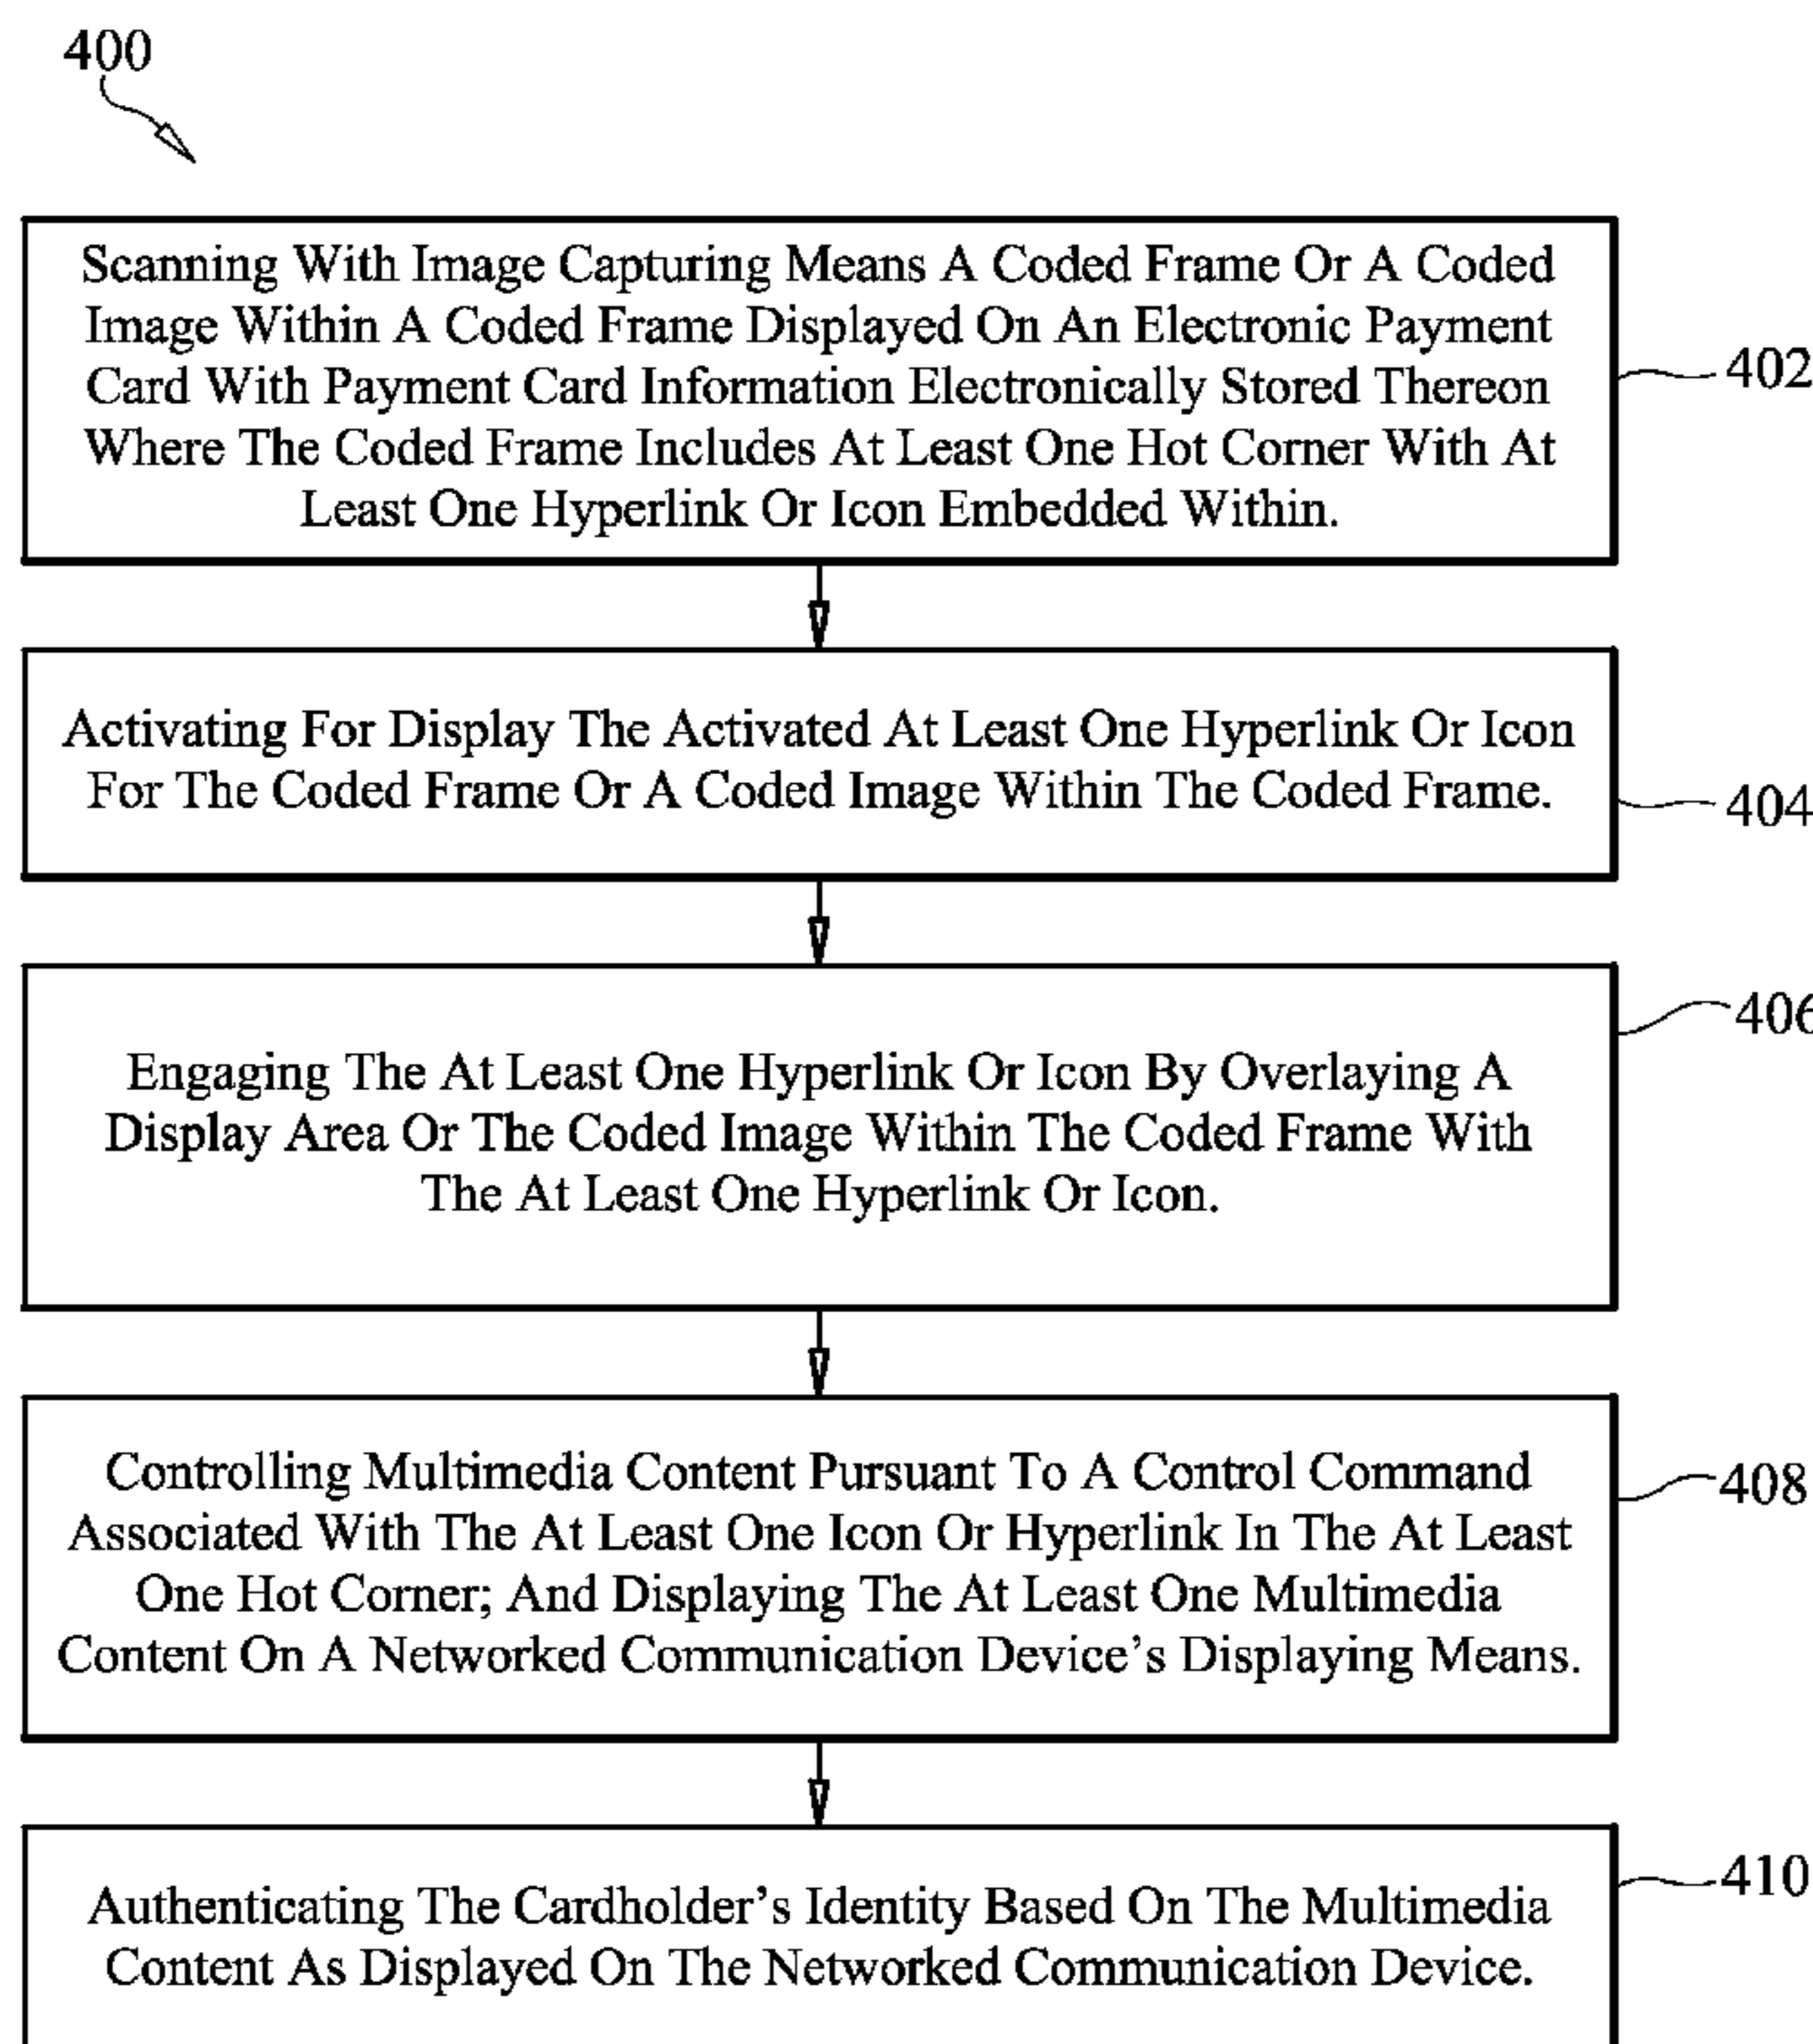 400
Scanning With Image Capturing Means A Coded Frame Or A Coded
Image Within A Coded Frame Displayed On An Electronic Payment
Card With Payment Card Information Electronically Stored Thereon
Where The Coded Frame Includes At Least One Hot Corner With At
Least One Hyperlink Or Icon Embedded Within.
402
Activating For Display The Activated At Least One Hyperlink Or Icon
For The Coded Frame Or A Coded Image Within The Coded Frame.
404
406
Engaging The At Least One Hyperlink Or Icon By Overlaying A
Display Area Or The Coded Image Within The Coded Frame With
The At Least One Hyperlink Or Icon.
Controlling Multimedia Content Pursuant To A Control Command
408
Associated With The At Least One Icon Or Hyperlink In The At Least
One Hot Corner; And Displaying The At Least One Multimedia
Content On A Networked Communication Device's Displaying Means.
410
Authenticating The Cardholder's Identity Based On The Multimedia
Content As Displayed On The Networked Communication Device.